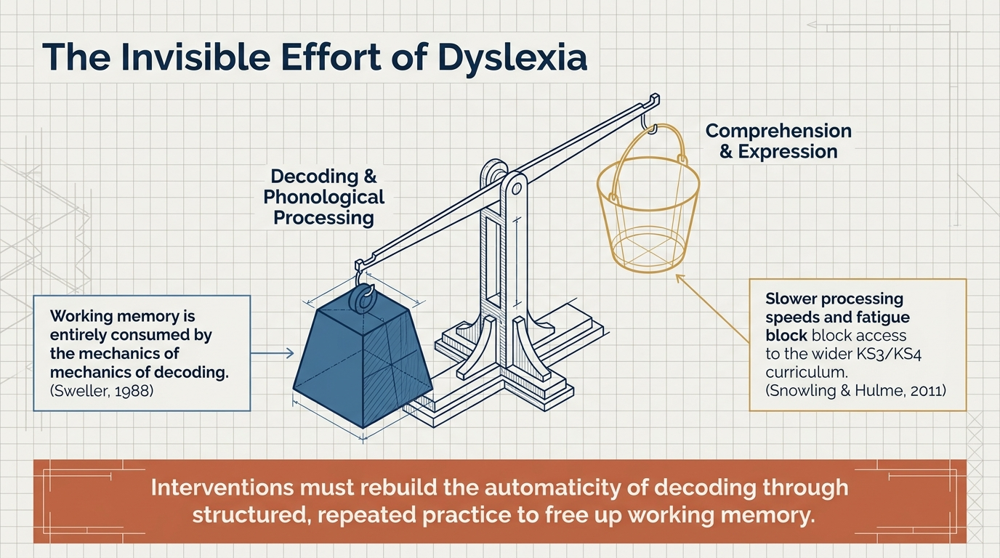 The Invisible Effort of Dyslexia
Comprehension
& Expression
Decoding &
Phonological
Processing
Working memory is
entirely consumed by
the mechanics of
mechanics of decoding.
(Sweller, 1988)
Slower processing
speeds and fatigue
block block access
to the wider KS3/KS4
curriculum.
(Snowling & Hulme, 2011)
Interventions must rebuild the automaticity of decoding through
structured, repeated practice to free up working memory.